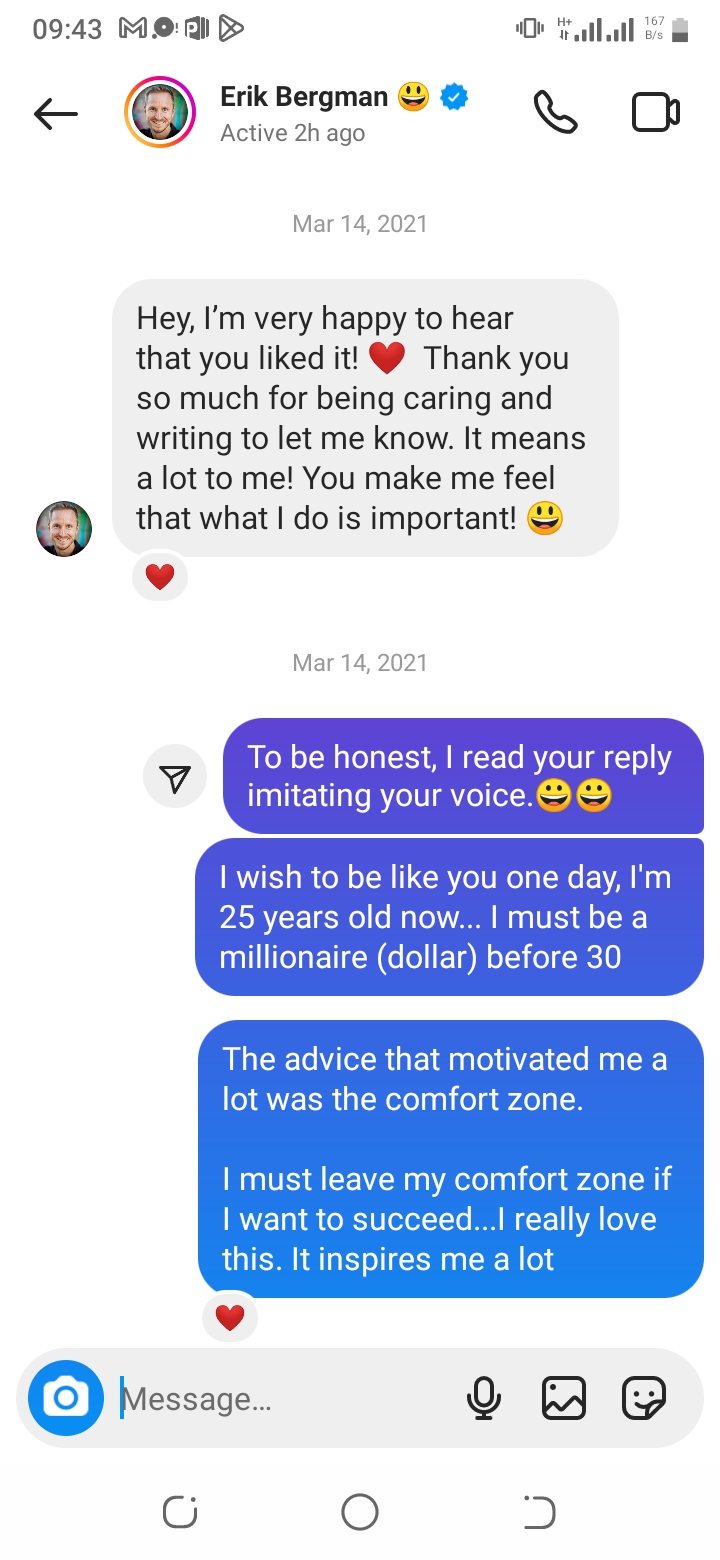 09:43
H+
167
B/s
Erik Bergman 😃
Active 2h ago
Mar 14, 2021
Hey, I’m very happy to hear
that you liked it! ❤️ Thank you
so much for being caring and
writing to let me know. It means
a lot to me! You make me feel
that what I do is important! 😃
❤️
Mar 14, 2021
To be honest, I read your reply
imitating your voice.😀😀
I wish to be like you one day, I'm
25 years old now... I must be a
millionaire (dollar) before 30
The advice that motivated me a
lot was the comfort zone.
I must leave my comfort zone if
I want to succeed...I really love
this. It inspires me a lot
❤️
Message...